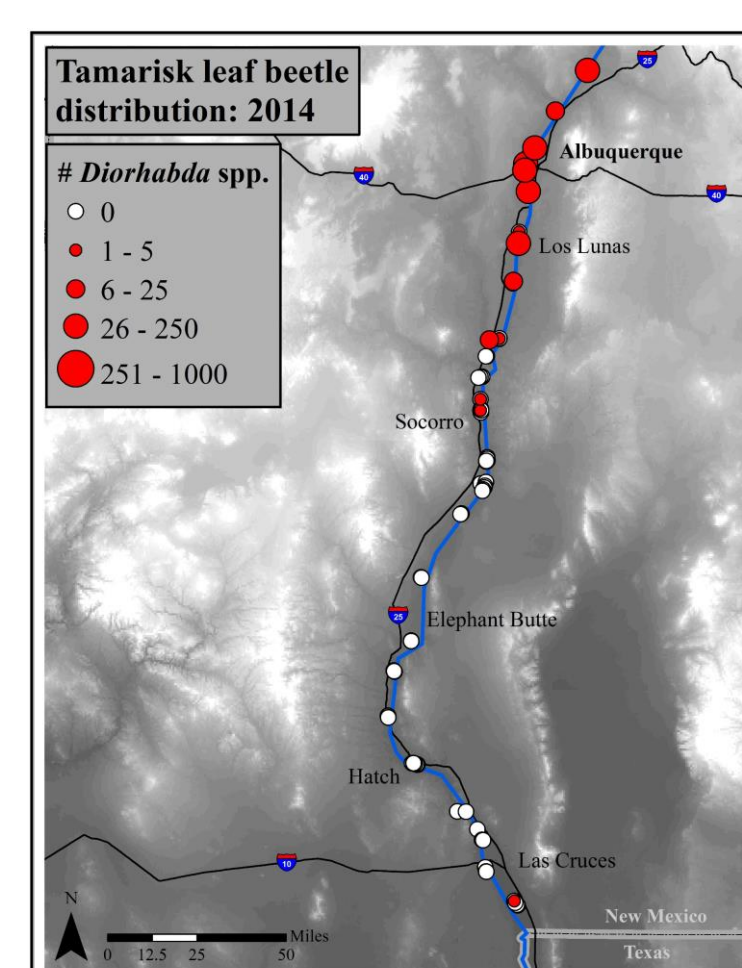 Tamarisk leaf beetle
distribution: 2014
# Diorhabda spp.
0
1 - 5
6 - 25
26 - 250
251 - 1000
25
40
Albuquerque
40
Los Lunas
Socorro
25
Elephant Butte
Hatch
10
Las Cruces
N
0 12.5 25 50 Miles
New Mexico
Texas